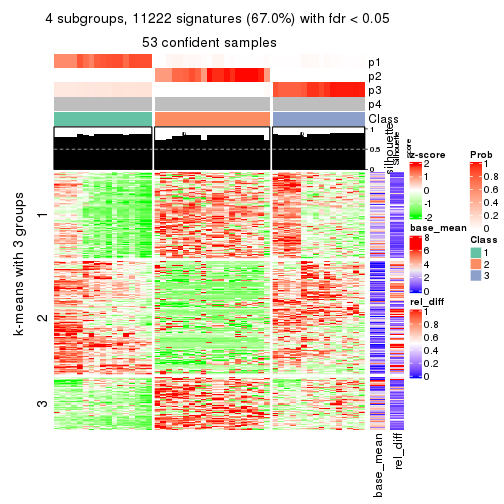 4 subgroups, 11222 signatures (67.0%) with fdr < 0.05
53 confident samples
p1
p2
p3
p4
Class
1
0.5
0
silhouette
Silhouette
score
k-means with 3 groups
1
2
3
base_mean
rel_diff
z-score
2
1
0
-1
-2
base_mean
8
6
4
2
0
rel_diff
1
0.8
0.6
0.4
0.2
0
Prob
1
0.8
0.6
0.4
0.2
0
Class
1
2
3